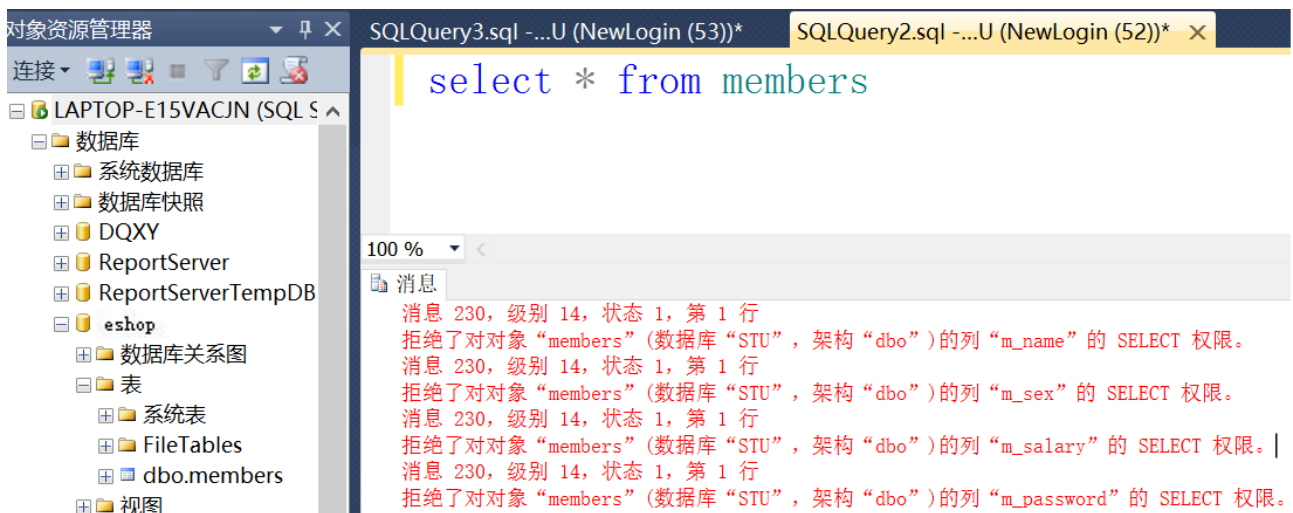 对象资源管理器
连接
LAPTOP-E15VACJN (SQL S
数据库
系统数据库
数据库快照
DQXY
ReportServer
ReportServerTempDB
eshop
数据库关系图
表
系统表
FileTables
dbo.members
视图
SQLQuery3.sql -...U (NewLogin (53))*
SQLQuery2.sql -...U (NewLogin (52))*
select * from members
100 %
消息
消息 230，级别 14，状态 1，第 1 行
拒绝了对对象“members”(数据库“STU”，架构“dbo”)的列“m_name”的 SELECT 权限。
消息 230，级别 14，状态 1，第 1 行
拒绝了对对象“members”(数据库“STU”，架构“dbo”)的列“m_sex”的 SELECT 权限。
消息 230，级别 14，状态 1，第 1 行
拒绝了对对象“members”(数据库“STU”，架构“dbo”)的列“m_salary”的 SELECT 权限。
消息 230，级别 14，状态 1，第 1 行
拒绝了对对象“members”(数据库“STU”，架构“dbo”)的列“m_password”的 SELECT 权限。